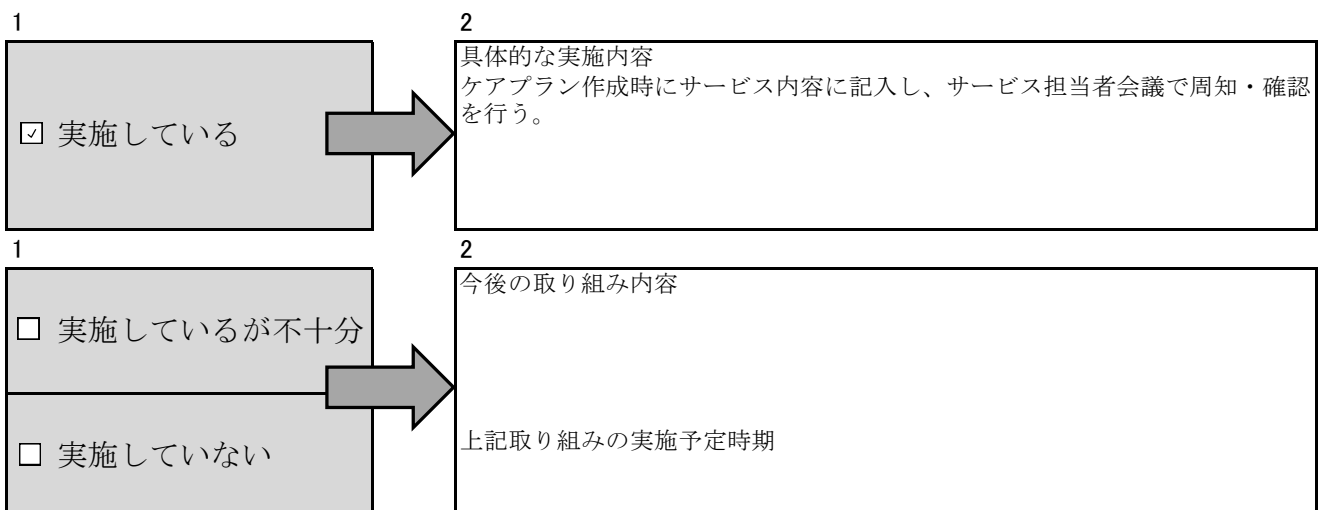 1
2
☑ 実施している
具体的な実施内容
ケアプラン作成時にサービス内容に記入し、サービス担当者会議で周知・確認
を行う。
1
2
□ 実施しているが不十分
□ 実施していない
今後の取り組み内容
上記取り組みの実施予定時期